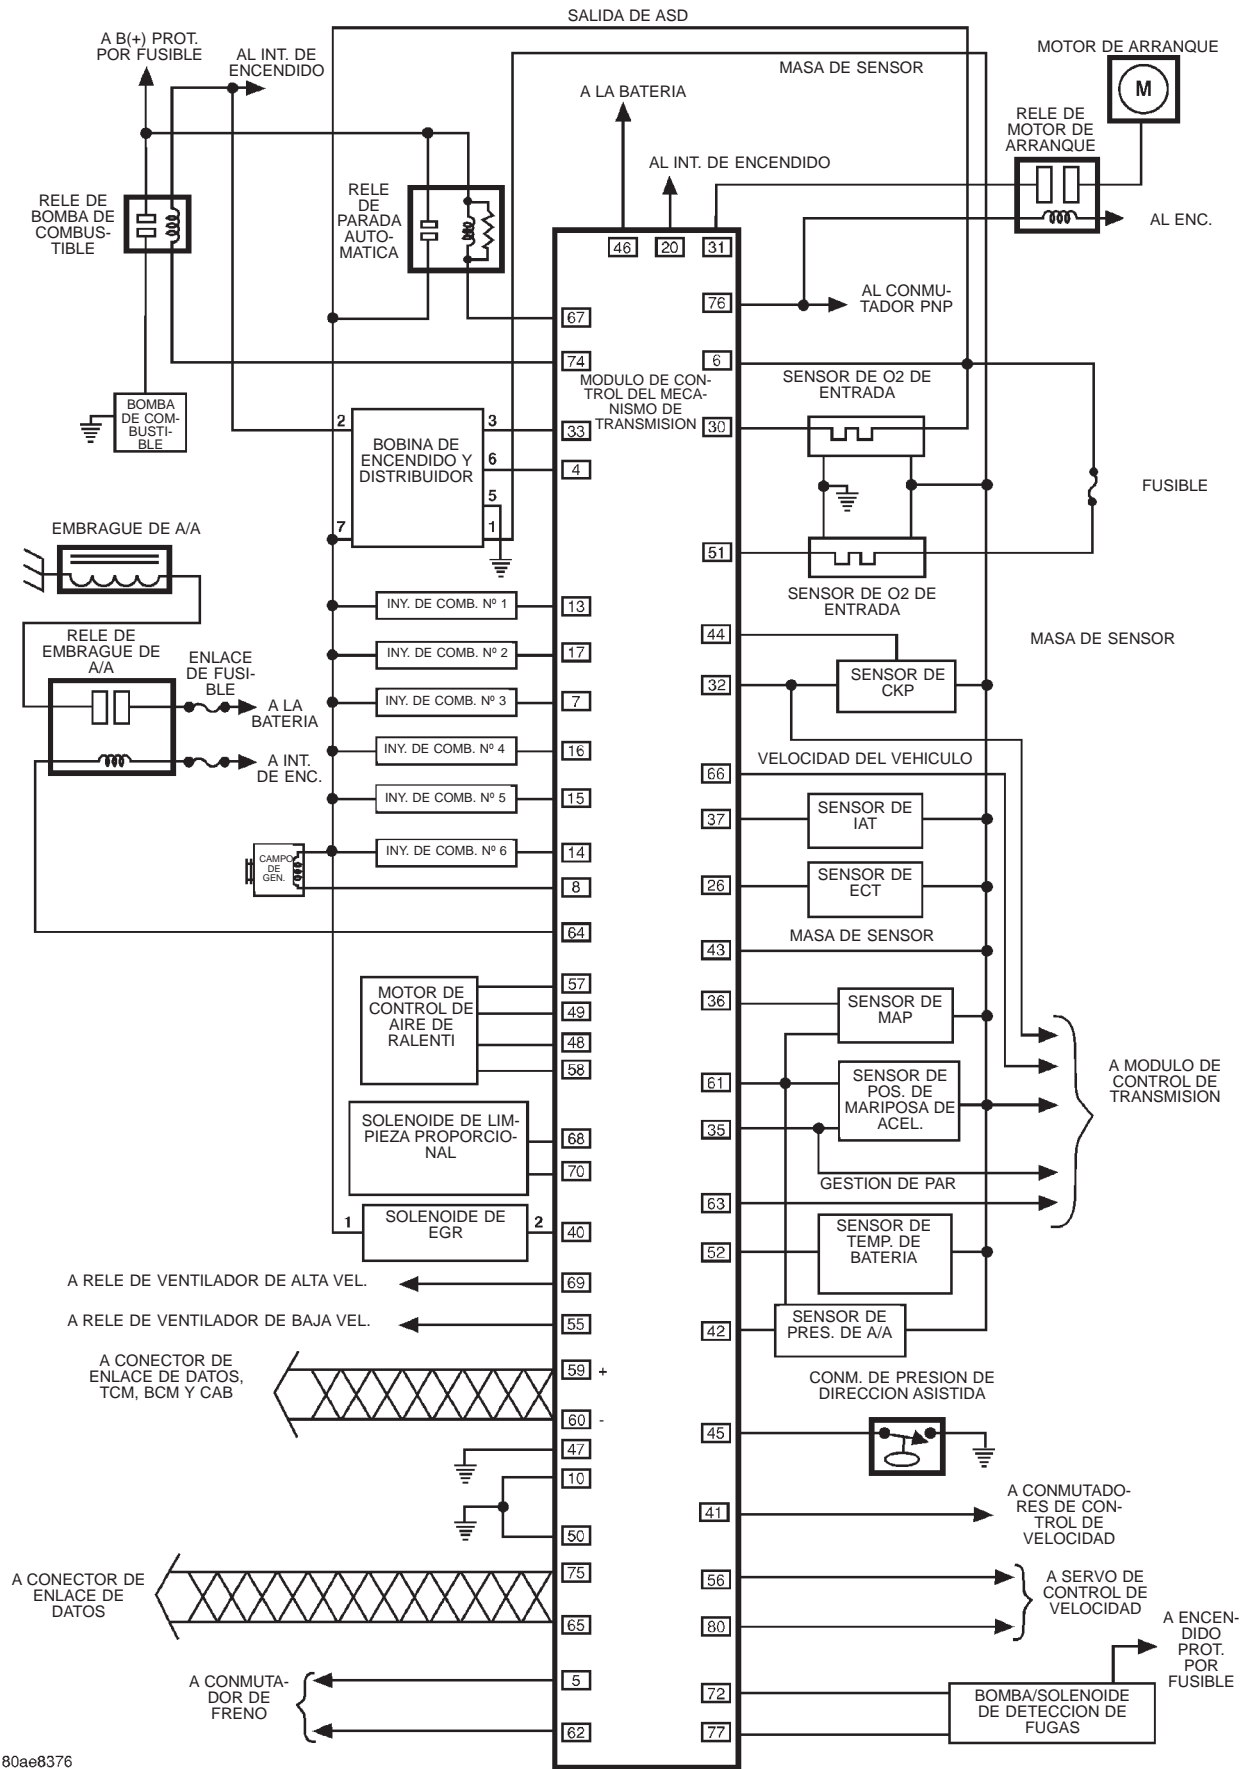 SALIDA DE ASD
A B(+) PROT.
POR FUSIBLE
AL INT. DE
ENCENDIDO
MASA DE SENSOR
MOTOR DE ARRANQUE
M
A LA BATERIA
RELE DE
MOTOR DE
ARRANQUE
AL INT. DE ENCENDIDO
RELE DE
BOMBA DE
COMBUS-
TIBLE
RELE
DE
PARADA
AUTO-
MATICA
AL ENC.
46
20
31
76
AL CONMU-
TADOR PNP
67
74
6
MODULO DE CON-
TROL DEL MECA-
NISMO DE
TRANSMISION
SENSOR DE O2 DE
ENTRADA
BOMBA
DE COM-
BUSTI-
BLE
2
BOBINA DE
ENCENDIDO Y
DISTRIBUIDOR
3
6
5
1
7
33
4
30
FUSIBLE
51
SENSOR DE O2 DE
ENTRADA
EMBRAGUE DE A/A
INY. DE COMB. Nº 1
13
INY. DE COMB. Nº 2
17
INY. DE COMB. Nº 3
7
INY. DE COMB. Nº 4
16
INY. DE COMB. Nº 5
15
INY. DE COMB. Nº 6
14
RELE DE
EMBRAGUE DE
A/A
ENLACE
DE FUSI-
BLE
A LA
BATERIA
A INT.
DE ENC.
CAMPO
DE
GEN.
8
64
44
MASA DE SENSOR
32
SENSOR DE
CKP
VELOCIDAD DEL VEHICULO
66
37
SENSOR DE
IAT
26
SENSOR DE
ECT
MASA DE SENSOR
43
MOTOR DE
CONTROL DE
AIRE DE
RALENTI
57
49
48
58
36
SENSOR DE
MAP
61
SENSOR DE
POS. DE
MARIPOSA DE
ACEL.
35
A MODULO DE
CONTROL DE
TRANSMISION
GESTION DE PAR
63
SOLENOIDE DE LIM-
PIEZA PROPORCIO-
NAL
68
70
1
SOLENOIDE DE
EGR
2
40
52
SENSOR DE
TEMP. DE
BATERIA
A RELE DE VENTILADOR DE ALTA VEL.
69
A RELE DE VENTILADOR DE BAJA VEL.
55
42
SENSOR DE
PRES. DE A/A
A CONECTOR DE
ENLACE DE DATOS,
TCM, BCM Y CAB
59 +
60 -
CONM. DE PRESION DE
DIRECCION ASISTIDA
45
47
10
50
41
A CONMUTADO-
RES DE CON-
TROL DE
VELOCIDAD
A CONECTOR DE
ENLACE DE
DATOS
75
65
56
80
A SERVO DE
CONTROL DE
VELOCIDAD
A ENCEN-
DIDO
PROT.
POR
FUSIBLE
A CONMUTA-
DOR DE
FRENO
5
62
72
77
BOMBA/SOLENOIDE
DE DETECCION DE
FUGAS
80ae8376